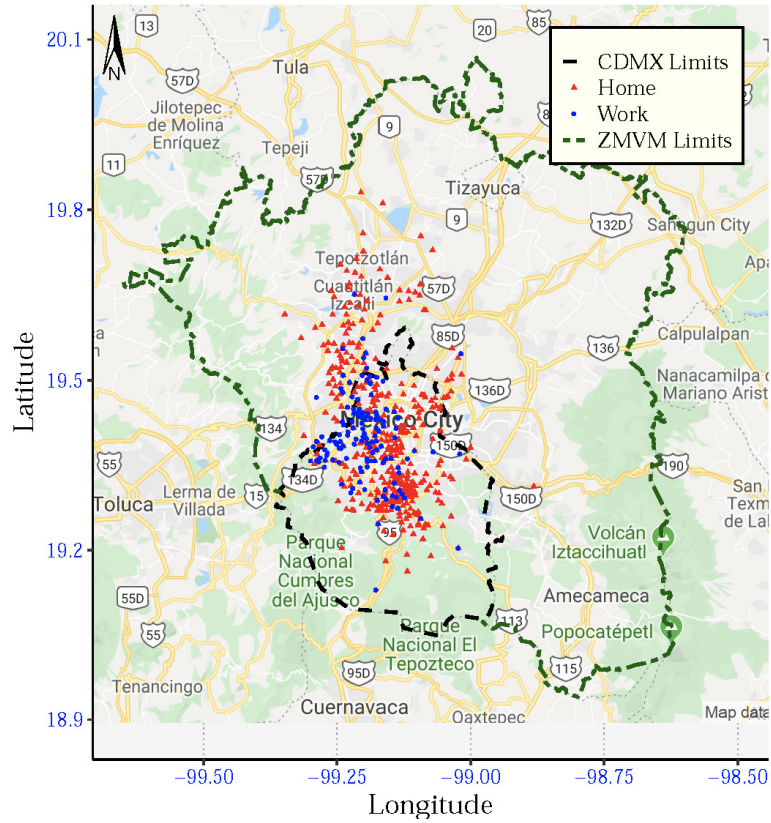 20.1
19.8
19.5
19.2
18.9
Latitude
N
13
20
85
CDMX Limits
Home
Work
ZMVM Limits
57D
Tula
Jilotepec
de Molina
Enríquez
Tepeji
9
11
57D
Tizayuca
9
132D
Sahagun City
Tepotzotlán
Cuautitlán
Izcalli
57D
Apa
85D
136
Calpulalpan
Nanacamilpa de
Mariano Arist
136D
134
Mexico City
150D
55
134D
15
190
Toluca
Lerma de
Villada
150D
San
Texm
de La
95
Volcán
Iztaccihuatl
Parque
Nacional
Cumbres
del Ajusco
55D
55
Amecameca
113
Popocatépetl
Parque
Nacional El
Tepozteco
95D
115
Tenancingo
Cuernavaca
Oaxtepec
Map data
−99.50
−99.25
−99.00
−98.75
−98.50
Longitude